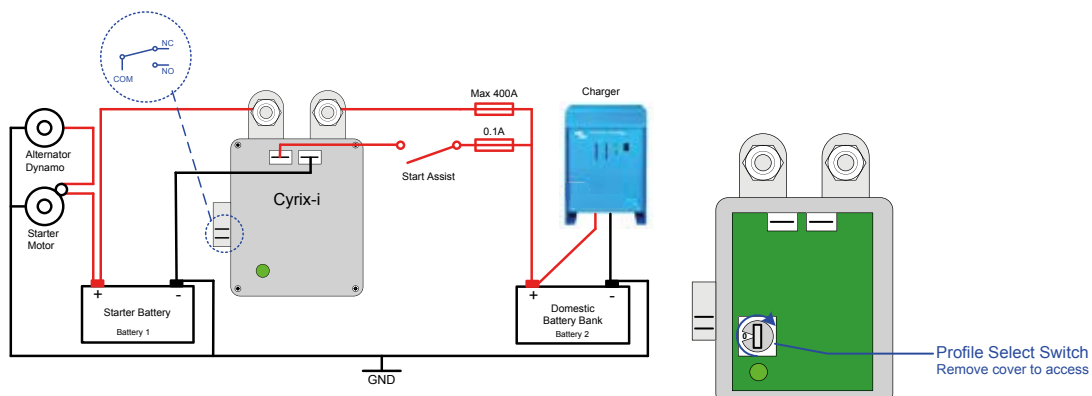 NC
NO
COM
Max 400A
Charger
0.1A
Alternator
Dynamo
Start Assist
Cyrix-i
Starter
Motor
+ -
Starter Battery
Battery 1
+ -
Domestic
Battery Bank
Battery 2
GND
0
Profile Select Switch
Remove cover to access